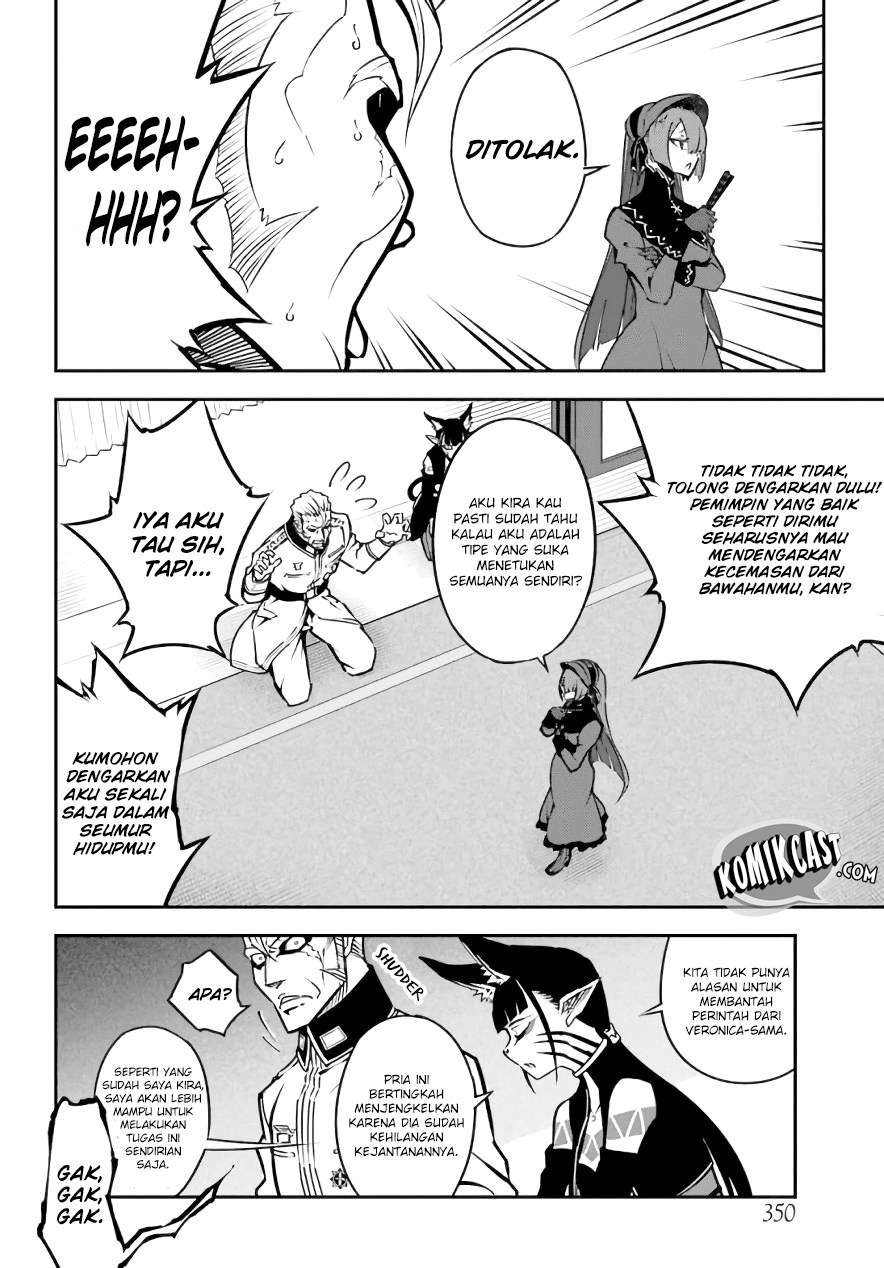 DITOLAK.
EEEEH-
HHH?
TIDAK TIDAK TIDAK,
TOLONG DENGARKAN DULU!
PEMIMPIN YANG BAIK
SEPERTI DIRIMU
SEHARUSNYA MAU
MENDENGARKAN
KECEMASAN DARI
BAWAHANMU, KAN?
AKU KIRA KAU
PASTI SUDAH TAHU
KALAU AKU ADALAH
TIPE YANG SUKA
MENETUKAN
SEMUANYA SENDIRI?
IYA AKU
TAU SIH,
TAPI...
KUMOHON
DENGARKAN
AKU SEKALI
SAJA DALAM
SEUMUR
HIDUPMU!
KOMIKCAST
.COM
KITA TIDAK PUNYA
ALASAN UNTUK
MEMBANTAH
PERINTAH DARI
VERONICA-SAMA.
SHUDDER
PRIA INI
BERTINGKAH
MENJENGKELKAN
KARENA DIA SUDAH
KEHILANGAN
KEJANTANANNYA.
APA?
SEPERTI YANG
SUDAH SAYA KIRA,
SAYA AKAN LEBIH
MAMPU UNTUK
MELAKUKAN
TUGAS INI
SENDIRIAN
SAJA.
GAK,
GAK,
GAK.
350